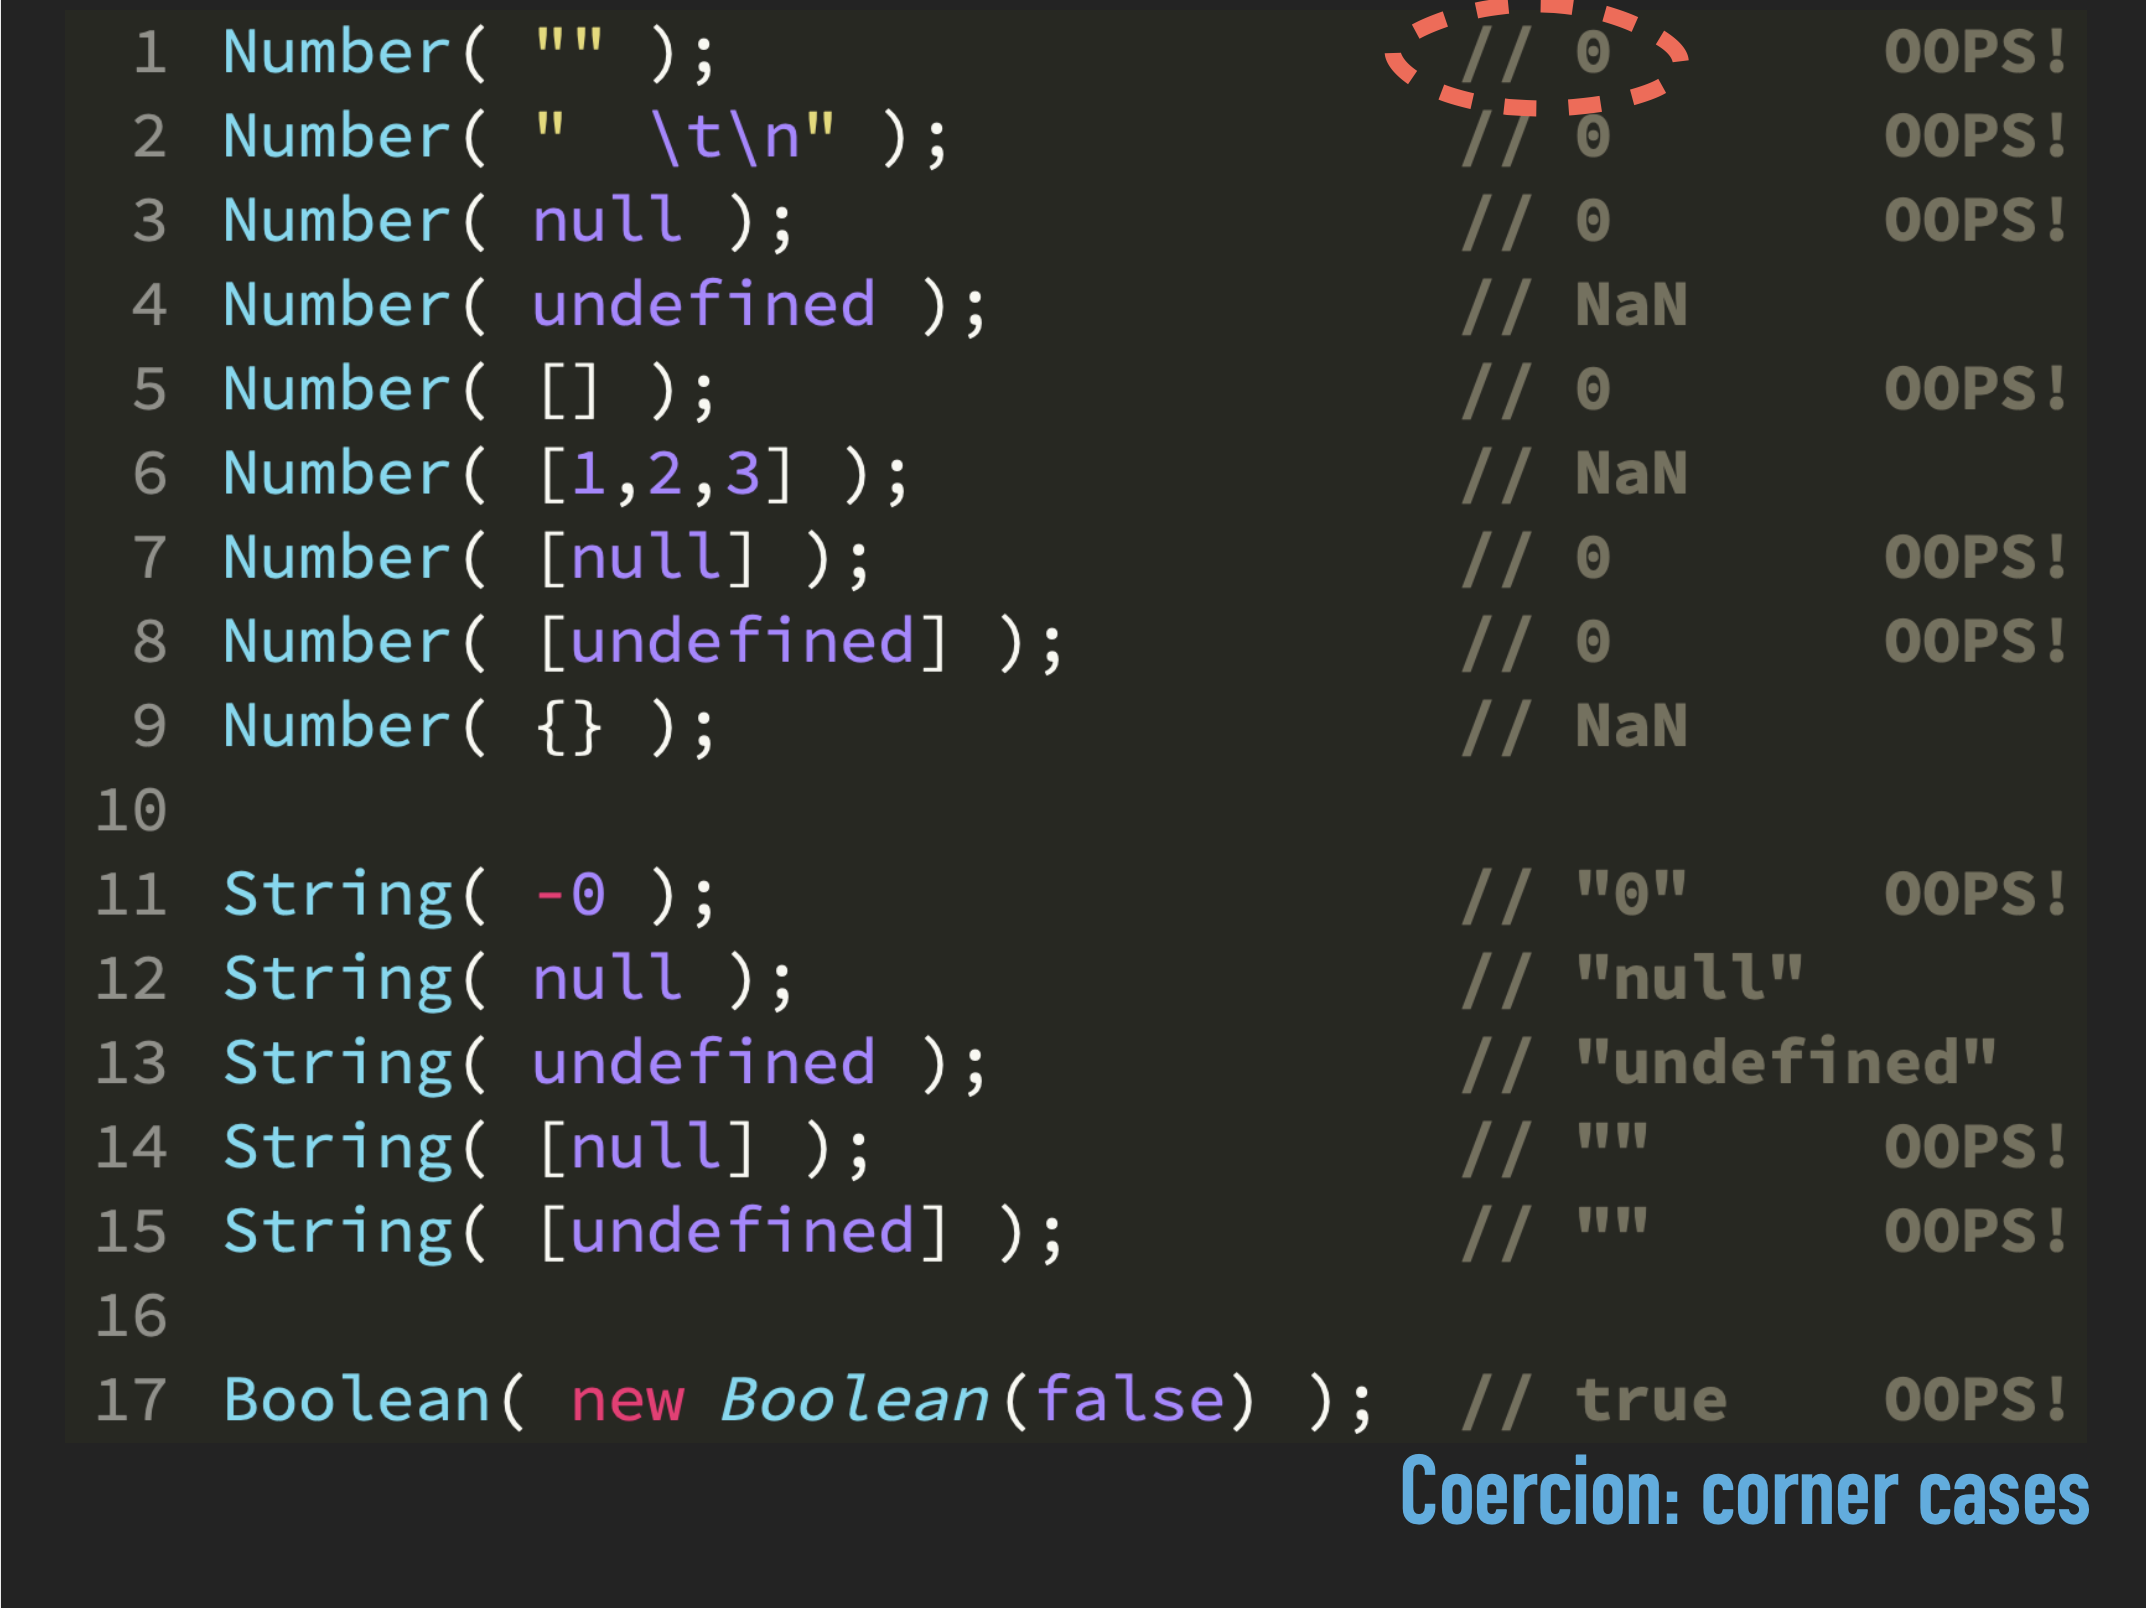 1 Number( "" ); // 0 OOPS!
2 Number( "  \t\n" ); // 0 OOPS!
3 Number( null ); // 0 OOPS!
4 Number( undefined ); // NaN
5 Number( [] ); // 0 OOPS!
6 Number( [1,2,3] ); // NaN
7 Number( [null] ); // 0 OOPS!
8 Number( [undefined] ); // 0 OOPS!
9 Number( {} ); // NaN
10
11 String( -0 ); // "0" OOPS!
12 String( null ); // "null"
13 String( undefined ); // "undefined"
14 String( [null] ); // "" OOPS!
15 String( [undefined] ); // "" OOPS!
16
17 Boolean( new Boolean(false) ); // true OOPS!
Coercion: corner cases